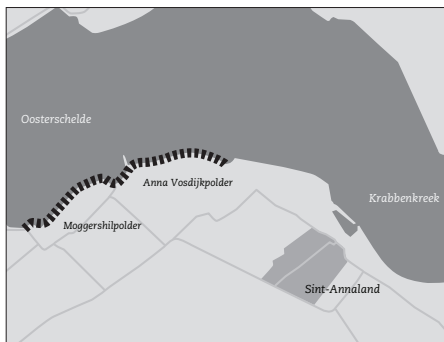 Oosterschelde
Anna Vosdijkpolder
Krabbenkreek
Moggershilpolder
Sint-Annaland